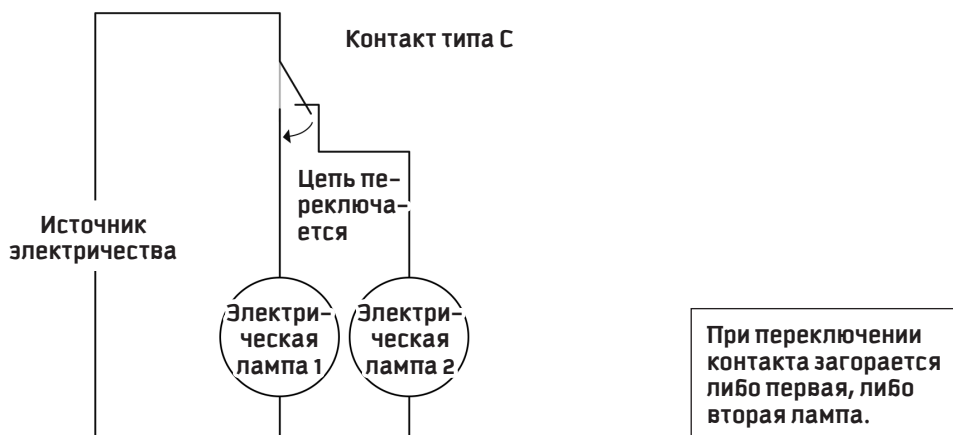 Контакт типа С
Цепь пе-
реключа-
ется
Источник
электричества
Электри-
ческая
лампа 1
Электри-
ческая
лампа 2
При переключении
контакта загорается
либо первая, либо
вторая лампа.